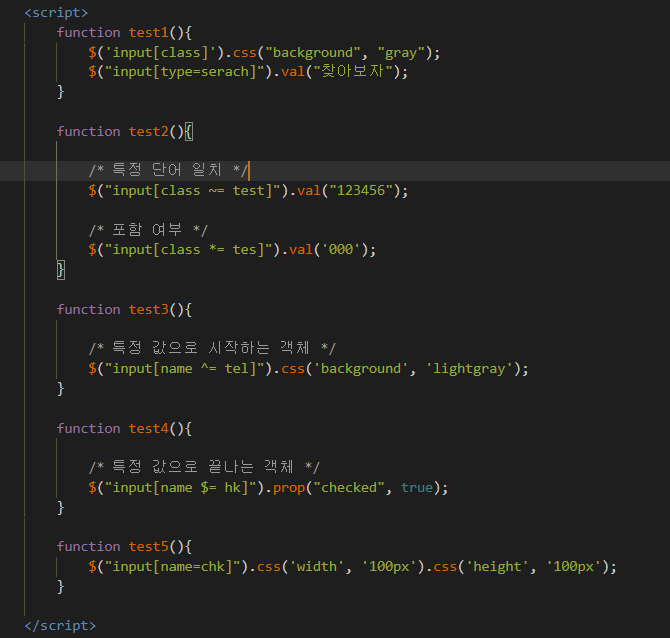 <script>
function test1(){
$('input[class]').css("background", "gray");
$("input[type=serach]").val("찾아보자");
}
function test2(){
/* 특정 단어 일치 */
$("input[class ~= test]").val("123456");
/* 포함 여부 */
$("input[class *= tes]").val('000');
}
function test3(){
/* 특정 값으로 시작하는 객체 */
$("input[name ^= tel]").css('background', 'lightgray');
}
function test4(){
/* 특정 값으로 끝나는 객체 */
$("input[name $= hk]").prop("checked", true);
}
function test5(){
$("input[name=chk]").css('width', '100px').css('height', '100px');
}
</script>